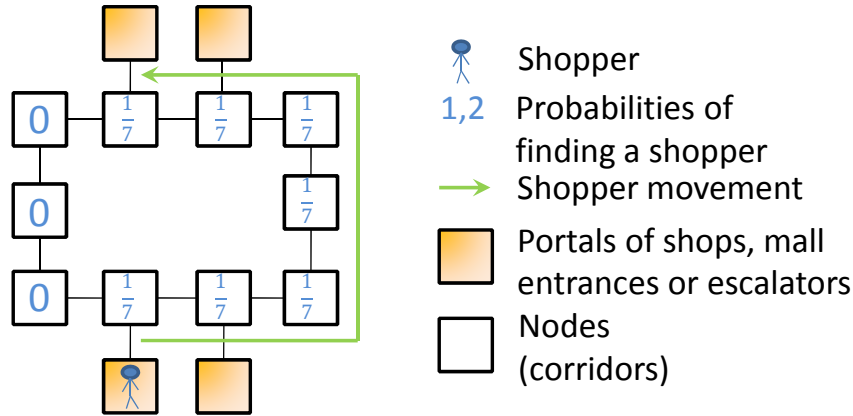 0 1/7 1/7 1/7
0 1/7
0 1/7 1/7 1/7
Shopper
1,2 Probabilities of
finding a shopper
Shopper movement
Portals of shops, mall
entrances or escalators
Nodes
(corridors)